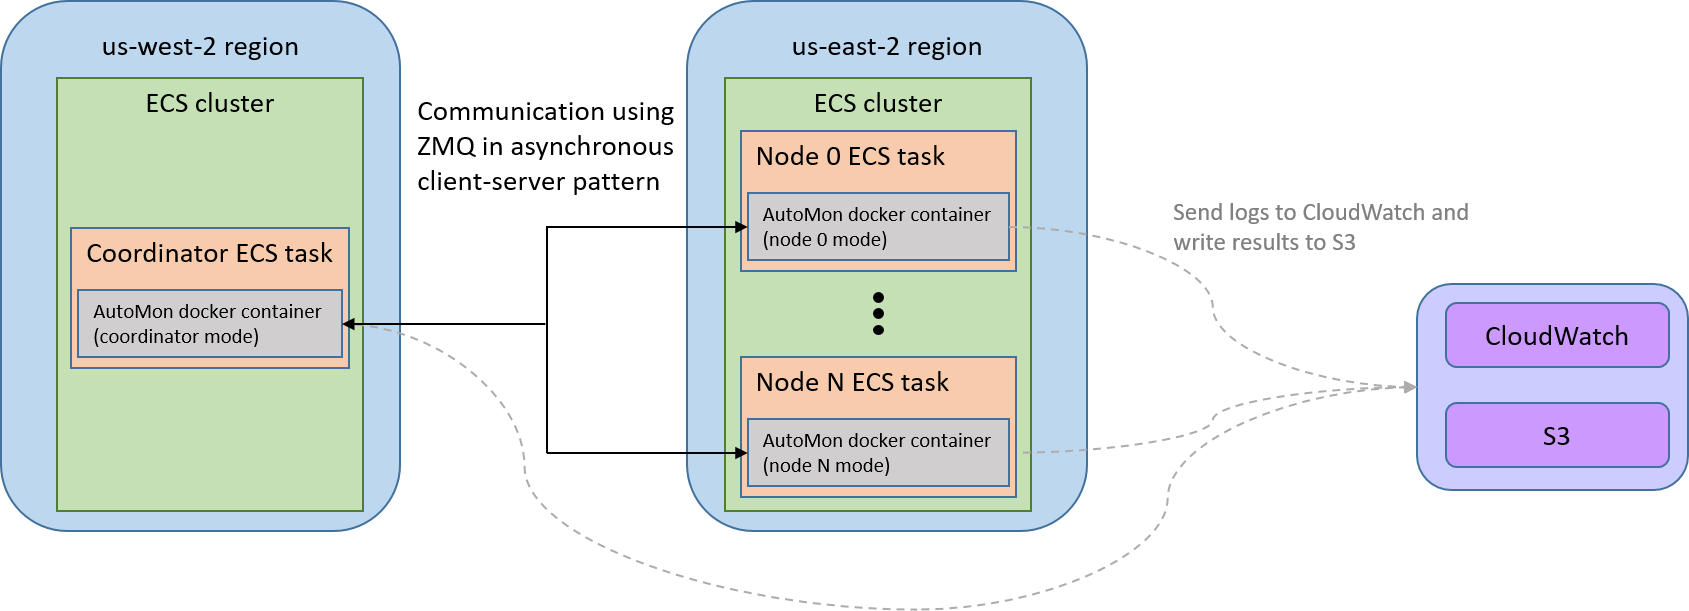 us-west-2 region
ECS cluster
Coordinator ECS task
AutoMon docker container
(coordinator mode)
Communication using
ZMQ in asynchronous
client-server pattern
us-east-2 region
ECS cluster
Node 0 ECS task
AutoMon docker container
(node 0 mode)
Node N ECS task
AutoMon docker container
(node N mode)
Send logs to CloudWatch and
write results to S3
CloudWatch
S3